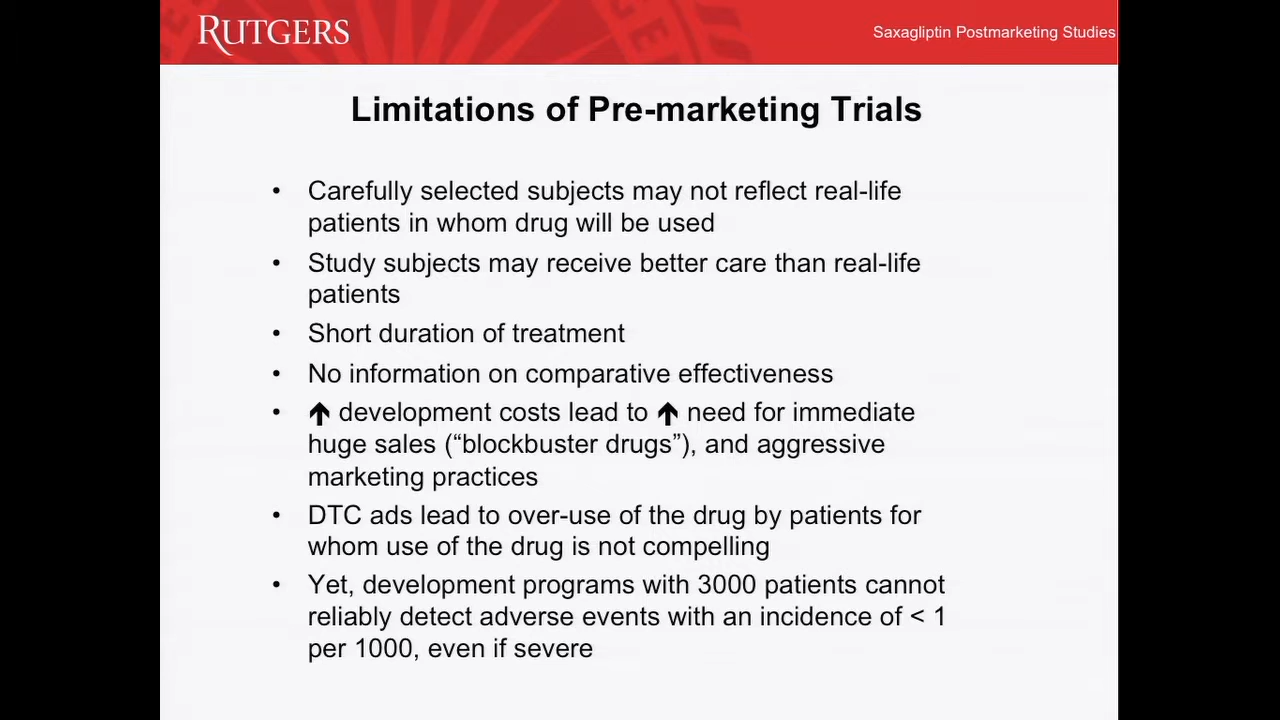 RUTGERS
Saxagliptin Postmarketing Studies
Limitations of Pre-marketing Trials
• Carefully selected subjects may not reflect real-life
patients in whom drug will be used
• Study subjects may receive better care than real-life
patients
• Short duration of treatment
• No information on comparative effectiveness
• 🡅 development costs lead to 🡅 need for immediate
huge sales (“blockbuster drugs”), and aggressive
marketing practices
• DTC ads lead to over-use of the drug by patients for
whom use of the drug is not compelling
• Yet, development programs with 3000 patients cannot
reliably detect adverse events with an incidence of < 1
per 1000, even if severe